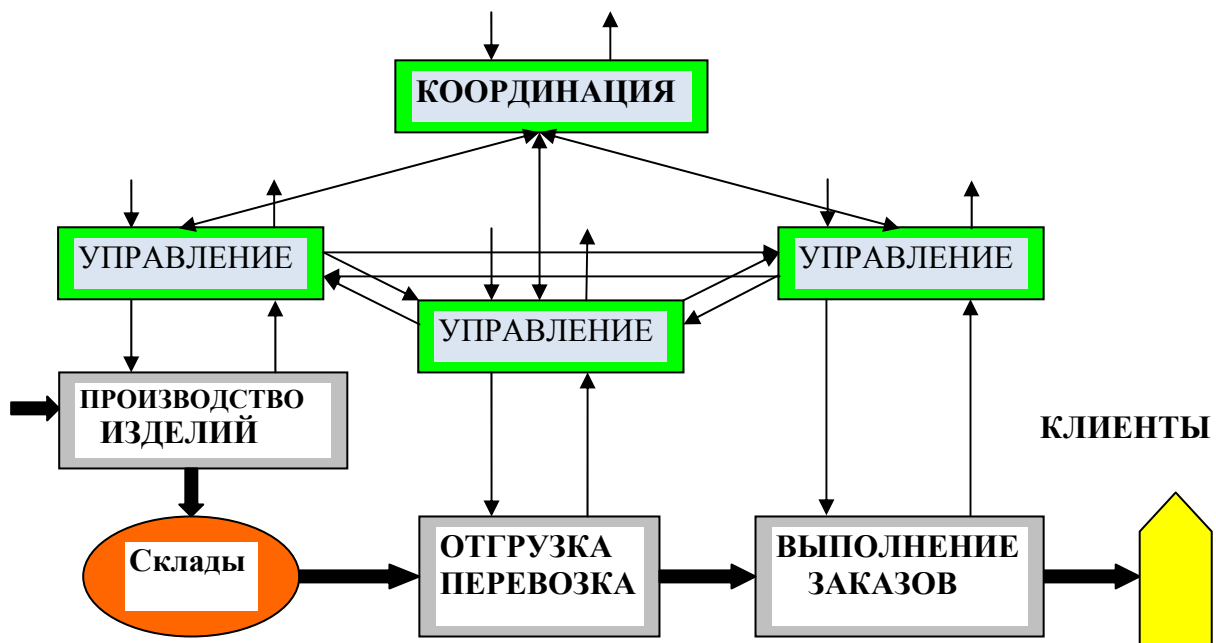 КООРДИНАЦИЯ
УПРАВЛЕНИЕ
УПРАВЛЕНИЕ
УПРАВЛЕНИЕ
ПРОИЗВОДСТВО
ИЗДЕЛИЙ
КЛИЕНТЫ
Склады
ОТГРУЗКА
ПЕРЕВОЗКА
ВЫПОЛНЕНИЕ
ЗАКАЗОВ